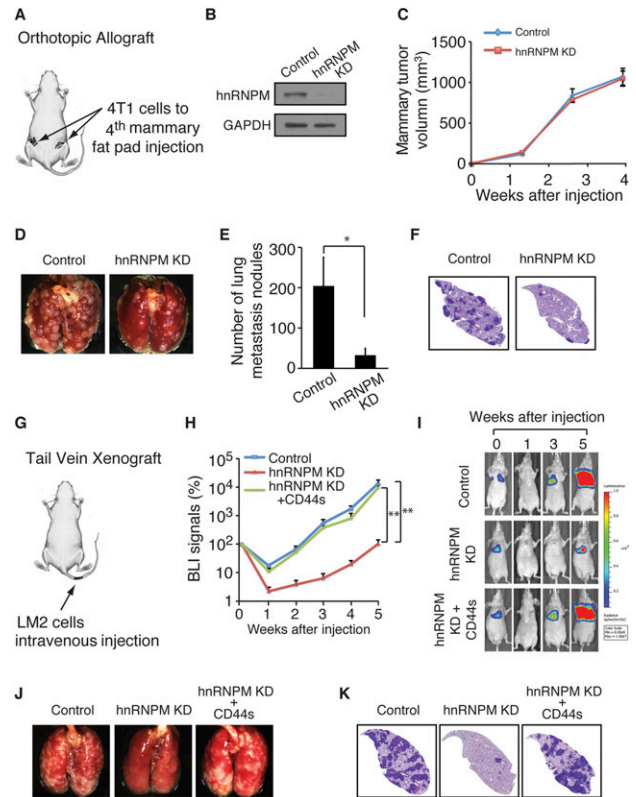 A
Orthotopic Allograft
4T1 cells to
4th mammary
fat pad injection
B
Control
hnRNPM
KD
hnRNPM
GAPDH
C
Control
hnRNPM KD
Mammary tumor
volumn (mm³)
1500
1000
500
0
0 1 2 3 4
Weeks after injection
D
Control
hnRNPM KD
E
Number of lung
metastasis nodules
300
200
100
0
*
Control
hnRNPM
KD
F
Control
hnRNPM KD
G
Tail Vein Xenograft
LM2 cells
intravenous injection
H
Control
hnRNPM KD
hnRNPM KD
+CD44s
BLI signals (%)
10⁵
10⁴
10³
10²
10
1
**
**
0 1 2 3 4 5
Weeks after injection
I
Weeks after injection
0 1 3 5
Control
hnRNPM
KD
hnRNPM
KD +
CD44s
Luminescence
Color Scale
J
Control
hnRNPM KD
hnRNPM KD
+
CD44s
K
Control
hnRNPM KD
hnRNPM KD
+
CD44s